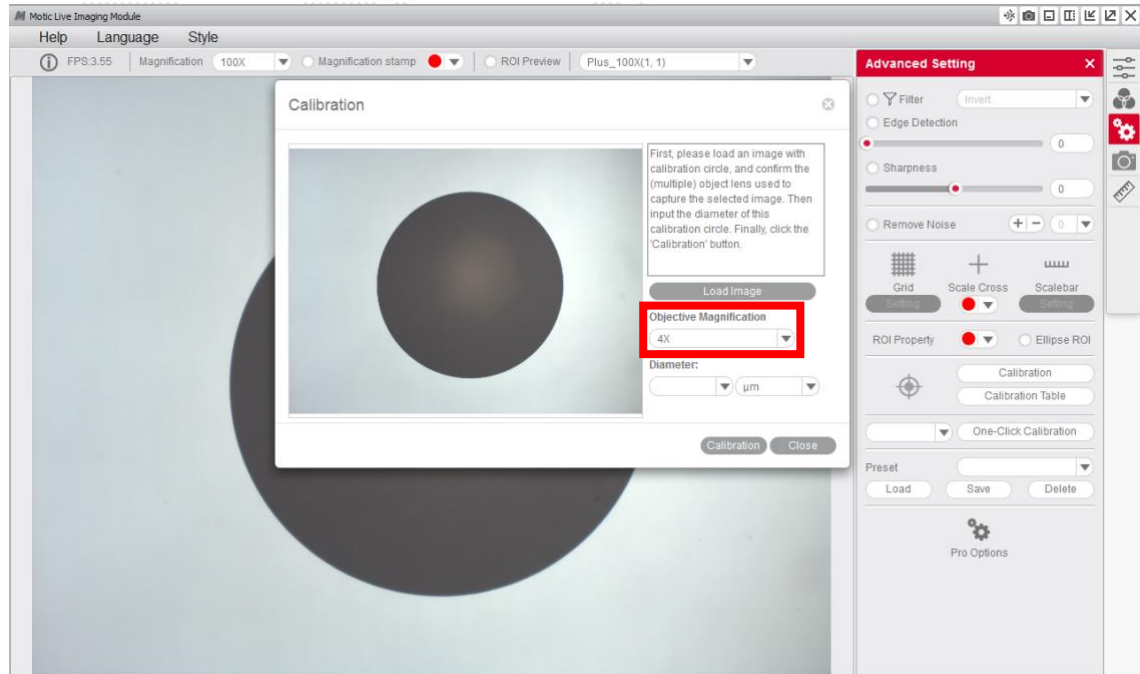 Motic Live Imaging Module
Help Language Style
FPS:3.55 Magnification 100X Magnification stamp ROI Preview Plus_100X(1, 1)
Advanced Setting
Calibration
First, please load an image with
calibration circle, and confirm the
(multiple) object lens used to
capture the selected image. Then
input the diameter of this
calibration circle. Finally, click the
'Calibration' button.
Load Image
Objective Magnification
4X
Diameter:
μm
Calibration Close
Filter Invert
Edge Detection
0
Sharpness
0
Remove Noise + - 0
Grid Scale Cross Scalebar
Setting Setting
ROI Property Ellipse ROI
Calibration
Calibration Table
One-Click Calibration
Preset
Load Save Delete
Pro Options